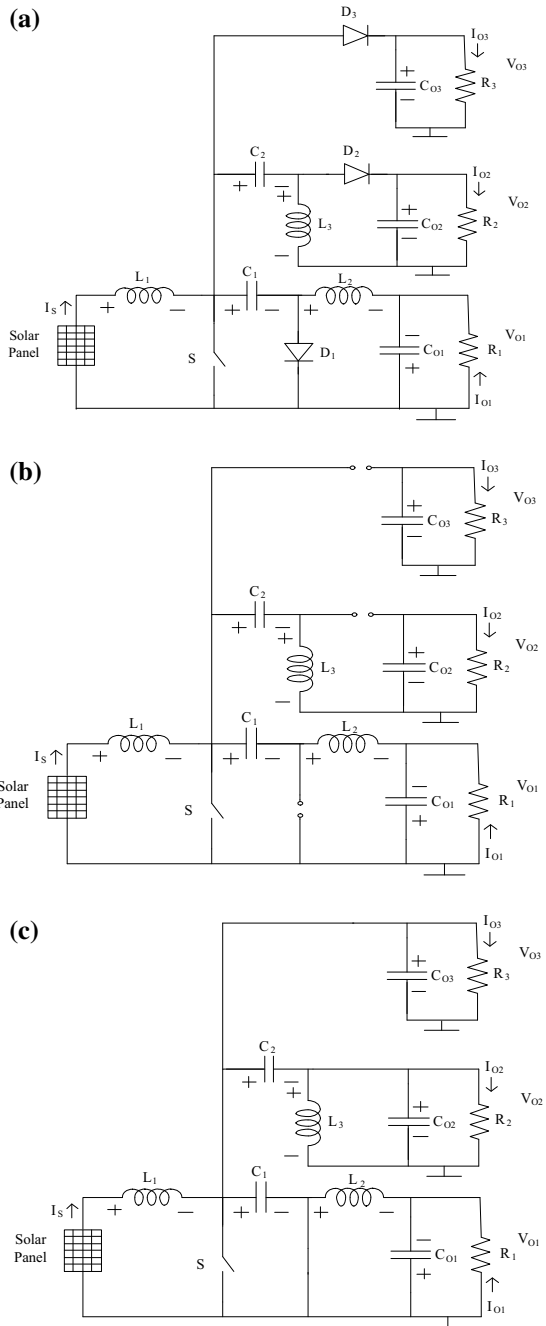 (a)
D3
IO3
VO3
+
CO3
−
R3
D2
C2
IO2
VO2
+ −
+
L3
−
+
CO2
−
R2
L1
C1
L2
IS
+ −
+ −
+ −
Solar
Panel
S
D1
−
CO1
+
VO1
R1
IO1
(b)
IO3
VO3
+
CO3
−
R3
C2
IO2
VO2
+ −
+
L3
−
+
CO2
−
R2
L1
C1
L2
IS
+ −
+ −
+ −
Solar
Panel
S
−
CO1
+
VO1
R1
IO1
(c)
IO3
VO3
+
CO3
−
R3
C2
IO2
VO2
+ −
+
L3
−
+
CO2
−
R2
L1
C1
L2
IS
+ −
+ −
+ −
Solar
Panel
S
−
CO1
+
VO1
R1
IO1